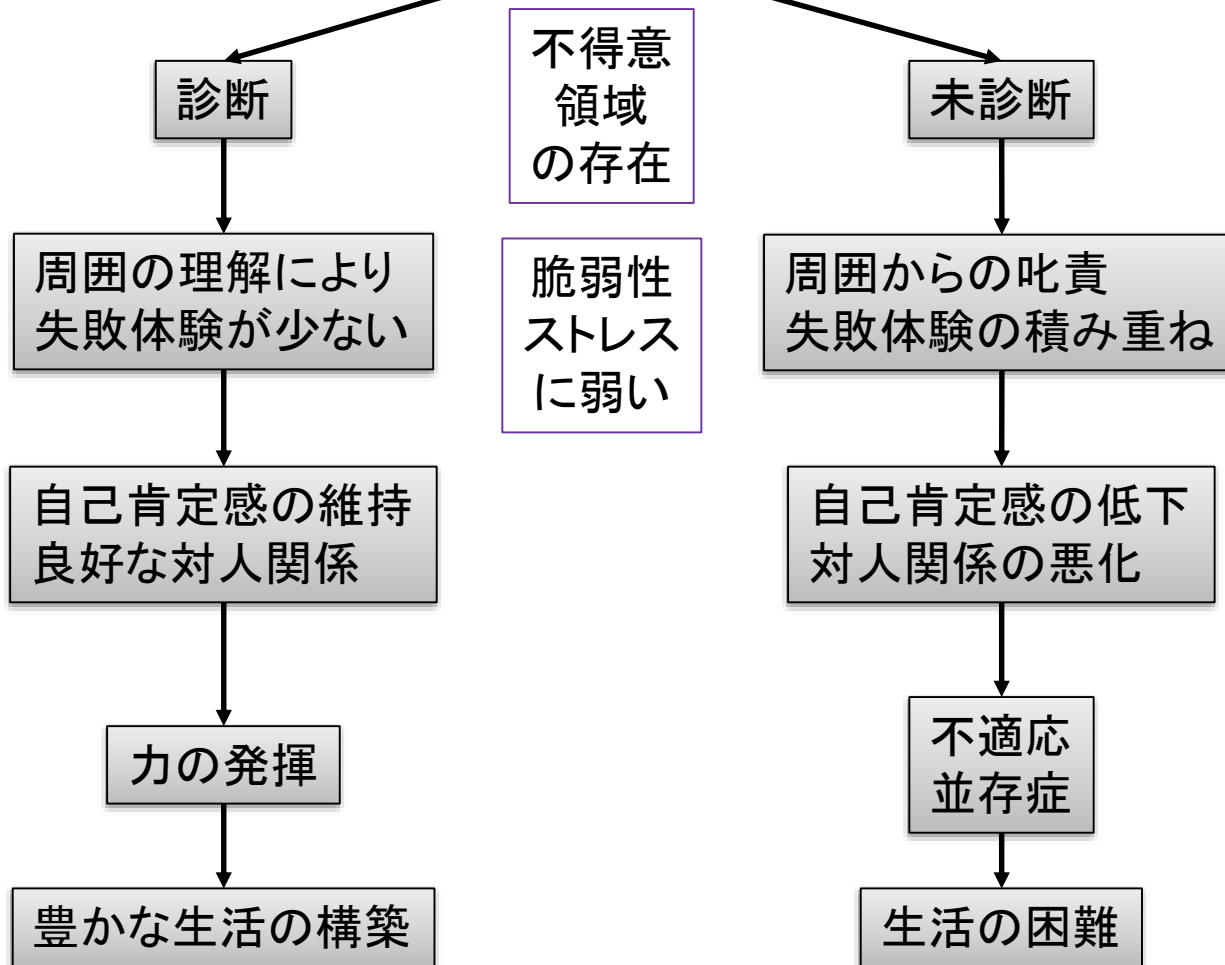 診断
周囲の理解により
失敗体験が少ない
自己肯定感の維持
良好な対人関係
力の発揮
豊かな生活の構築
不得意
領域
の存在
脆弱性
ストレス
に弱い
未診断
周囲からの叱責
失敗体験の積み重ね
自己肯定感の低下
対人関係の悪化
不適応
並存症
生活の困難